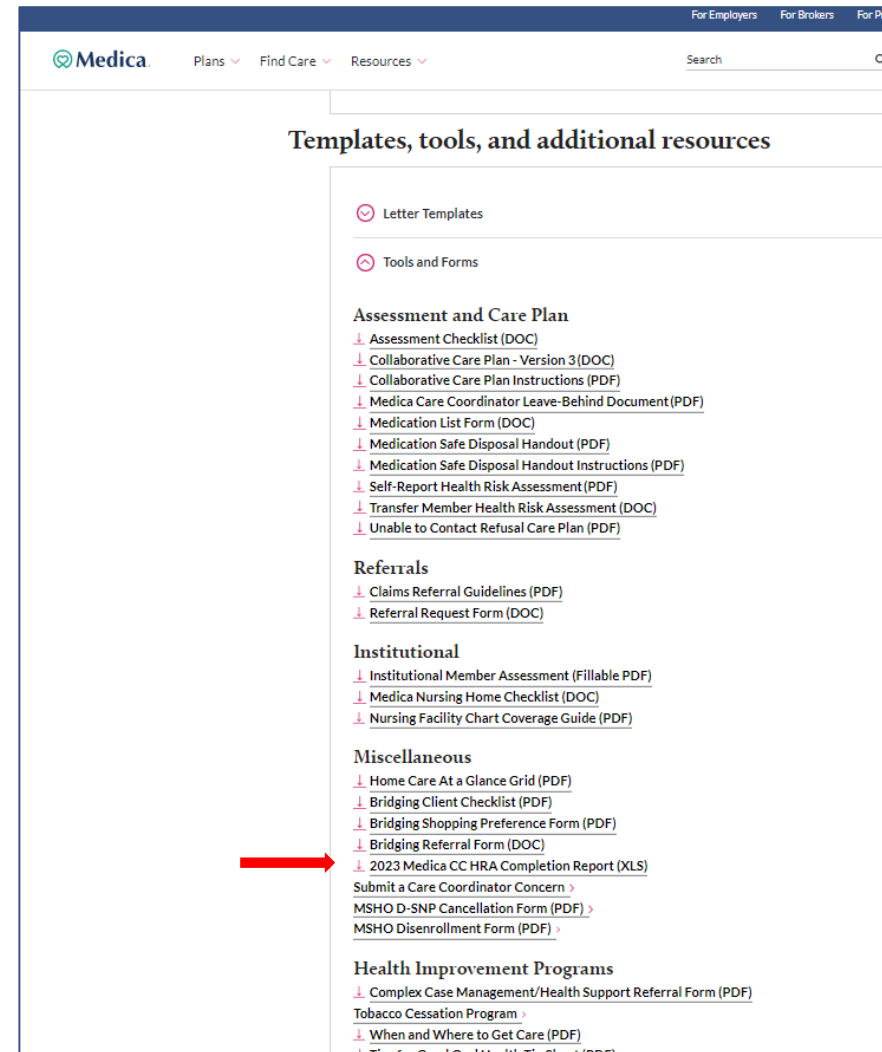 For Employers For Brokers For
Medica
Plans Find Care Resources Search
Templates, tools, and additional resources
Letter Templates
Tools and Forms
Assessment and Care Plan
Assessment Checklist (DOC)
Collaborative Care Plan - Version 3 (DOC)
Collaborative Care Plan Instructions (PDF)
Medica Care Coordinator Leave-Behind Document (PDF)
Medication List Form (DOC)
Medication Safe Disposal Handout (PDF)
Medication Safe Disposal Handout Instructions (PDF)
Self-Report Health Risk Assessment (PDF)
Transfer Member Health Risk Assessment (DOC)
Unable to Contact Refusal Care Plan (PDF)
Referrals
Claims Referral Guidelines (PDF)
Referral Request Form (DOC)
Institutional
Institutional Member Assessment (Fillable PDF)
Medica Nursing Home Checklist (DOC)
Nursing Facility Chart Coverage Guide (PDF)
Miscellaneous
Home Care At a Glance Grid (PDF)
Bridging Client Checklist (PDF)
Bridging Shopping Preference Form (PDF)
Bridging Referral Form (DOC)
2023 Medica CC HRA Completion Report (XLS)
Submit a Care Coordinator Concern >
MSHO D-SNP Cancellation Form (PDF) >
MSHO Disenrollment Form (PDF) >
Health Improvement Programs
Complex Case Management/Health Support Referral Form (PDF)
Tobacco Cessation Program >
When and Where to Get Care (PDF)